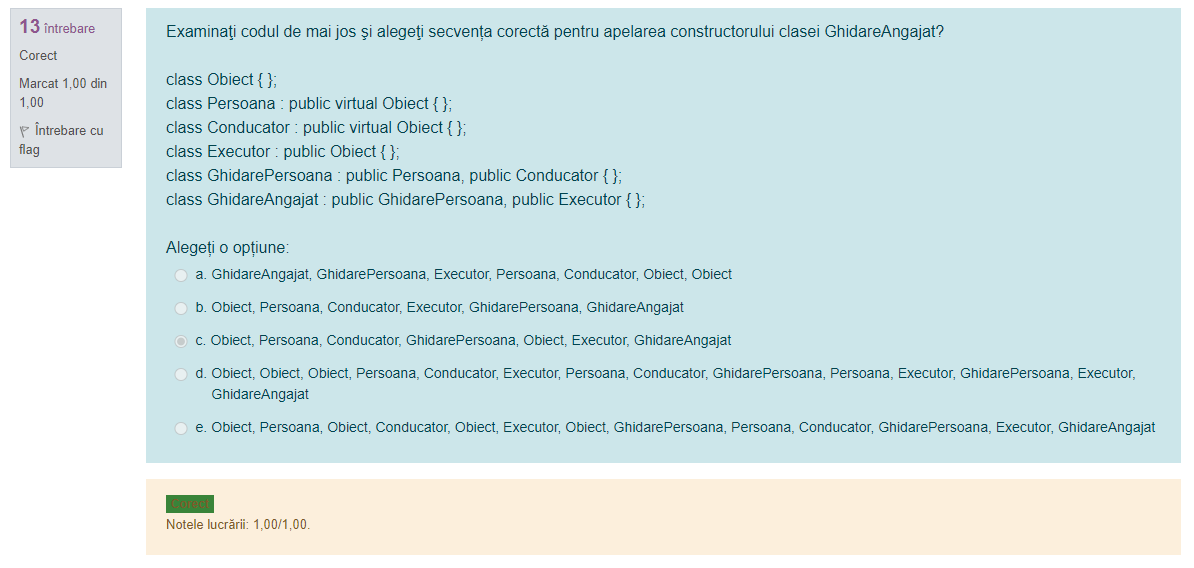 13 întrebare
Corect
Marcat 1,00 din
1,00
Întrebare cu
flag
Examinaţi codul de mai jos şi alegeţi secvența corectă pentru apelarea constructorului clasei GhidareAngajat?
class Obiect { };
class Persoana : public virtual Obiect { };
class Conducator : public virtual Obiect { };
class Executor : public Obiect { };
class GhidarePersoana : public Persoana, public Conducator { };
class GhidareAngajat : public GhidarePersoana, public Executor { };
Alegeți o opțiune:
a. GhidareAngajat, GhidarePersoana, Executor, Persoana, Conducator, Obiect, Obiect
b. Obiect, Persoana, Conducator, Executor, GhidarePersoana, GhidareAngajat
c. Obiect, Persoana, Conducator, GhidarePersoana, Obiect, Executor, GhidareAngajat
d. Obiect, Obiect, Obiect, Persoana, Conducator, Executor, Persoana, Conducator, GhidarePersoana, Persoana, Executor, GhidarePersoana, Executor,
GhidareAngajat
e. Obiect, Persoana, Obiect, Conducator, Obiect, Executor, Obiect, GhidarePersoana, Persoana, Conducator, GhidarePersoana, Executor, GhidareAngajat
Corect
Notele lucrării: 1,00/1,00.